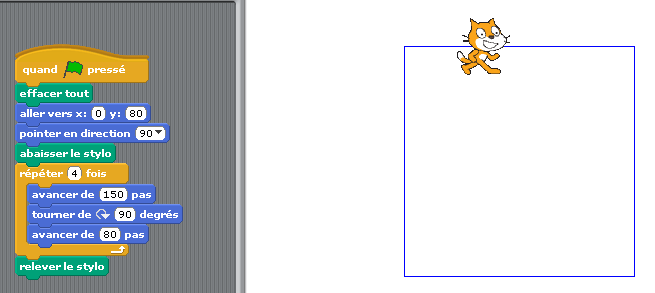 quand pressé
effacer tout
aller vers x: 0 y: 80
pointer en direction 90
abaisser le stylo
répéter 4 fois
avancer de 150 pas
tourner de 90 degrés
avancer de 80 pas
relever le stylo